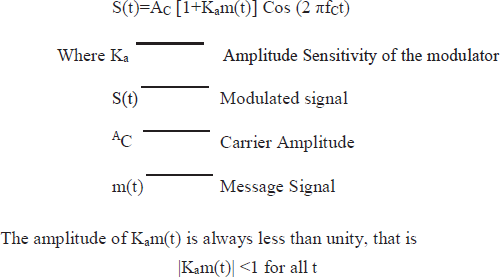 S(t)=AC [1+Kam(t)] Cos (2 πfct)
Where Ka Amplitude Sensitivity of the modulator
S(t) Modulated signal
AC Carrier Amplitude
m(t) Message Signal
The amplitude of Kam(t) is always less than unity, that is
|Kam(t)| <1 for all t